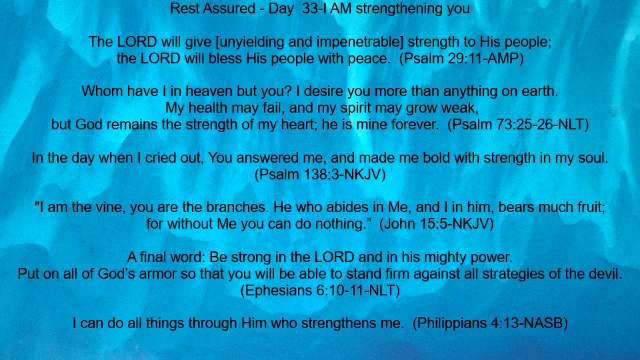 Rest Assured - Day  33-I AM strengthening you
The LORD will give [unyielding and impenetrable] strength to His people;
the LORD will bless His people with peace.  (Psalm 29:11-AMP)
Whom have I in heaven but you? I desire you more than anything on earth.
My health may fail, and my spirit may grow weak,
but God remains the strength of my heart; he is mine forever.  (Psalm 73:25-26-NLT)
In the day when I cried out, You answered me, and made me bold with strength in my soul.
(Psalm 138:3-NKJV)
"I am the vine, you are the branches. He who abides in Me, and I in him, bears much fruit;
for without Me you can do nothing.”  (John 15:5-NKJV)
A final word: Be strong in the LORD and in his mighty power.
Put on all of God’s armor so that you will be able to stand firm against all strategies of the devil.
(Ephesians 6:10-11-NLT)
I can do all things through Him who strengthens me.  (Philippians 4:13-NASB)